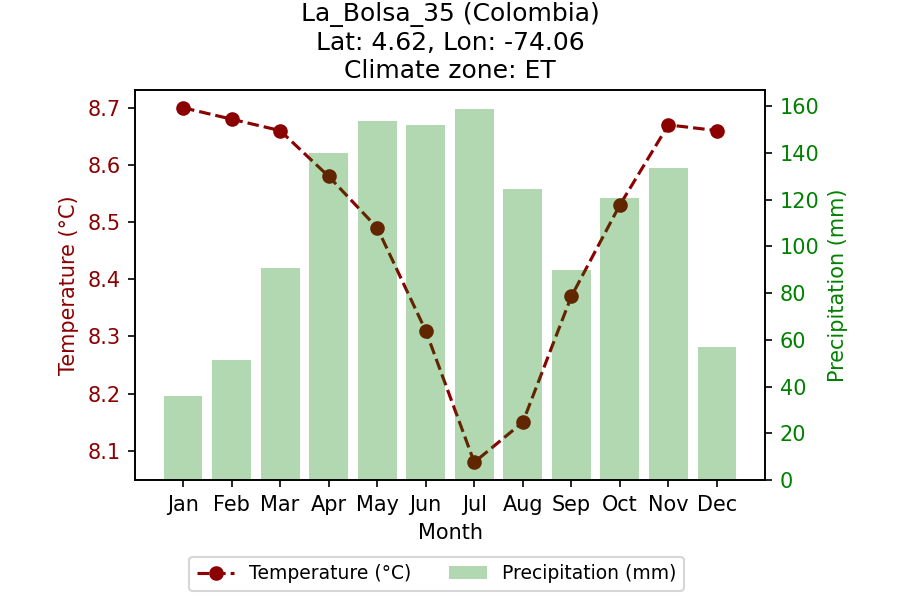 La_Bolsa_35 (Colombia)
Lat: 4.62, Lon: -74.06
Climate zone: ET
Temperature (°C)
8.7
8.6
8.5
8.4
8.3
8.2
8.1
160
140
120
100
80
60
40
20
0
Precipitation (mm)
Jan Feb Mar Apr May Jun Jul Aug Sep Oct Nov Dec
Month
Temperature (°C) Precipitation (mm)